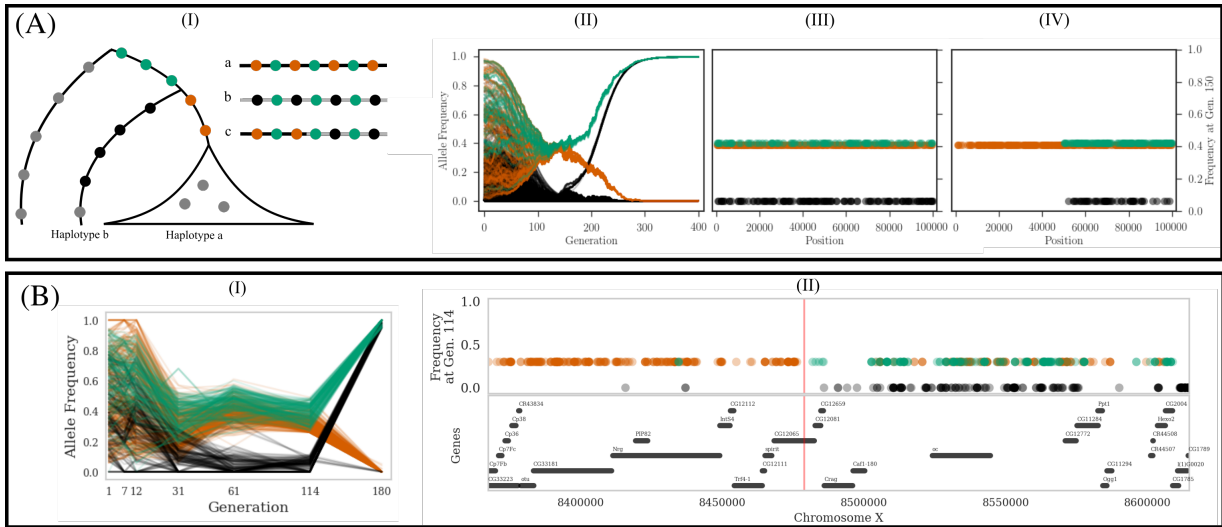 (A)
(I)
(II)
(III)
(IV)
a
b
c
Haplotype b
Haplotype a
Allele Frequency
1.0
0.8
0.6
0.4
0.2
0.0
0
100
200
300
400
Generation
0
20000
40000
60000
80000
100000
Position
0
20000
40000
60000
80000
100000
Position
1.0
0.8
0.6
0.4
0.2
0.0
Frequency at Gen. 150
(B)
(I)
(II)
Allele Frequency
1.0
0.8
0.6
0.4
0.2
0.0
1
7
12
31
61
114
180
Generation
Frequency
at Gen. 114
1.0
0.5
0.0
Genes
CR43834
Cp38
Cp36
Cp7Fc
Cp7Fb
CG33223
otu
CG33181
Nrg
PIP82
CG12112
IntS4
CG12065
spirit
CG12111
Trf4-1
CG12659
CG12081
Caf1-180
Crag
oc
Ppt1
CG11284
CG12772
CG11294
Ogg1
CG2004
Hexo2
CR44508
CR44507
CG1789
l(1)G0020
CG1785
8400000
8450000
8500000
8550000
8600000
Chromosome X